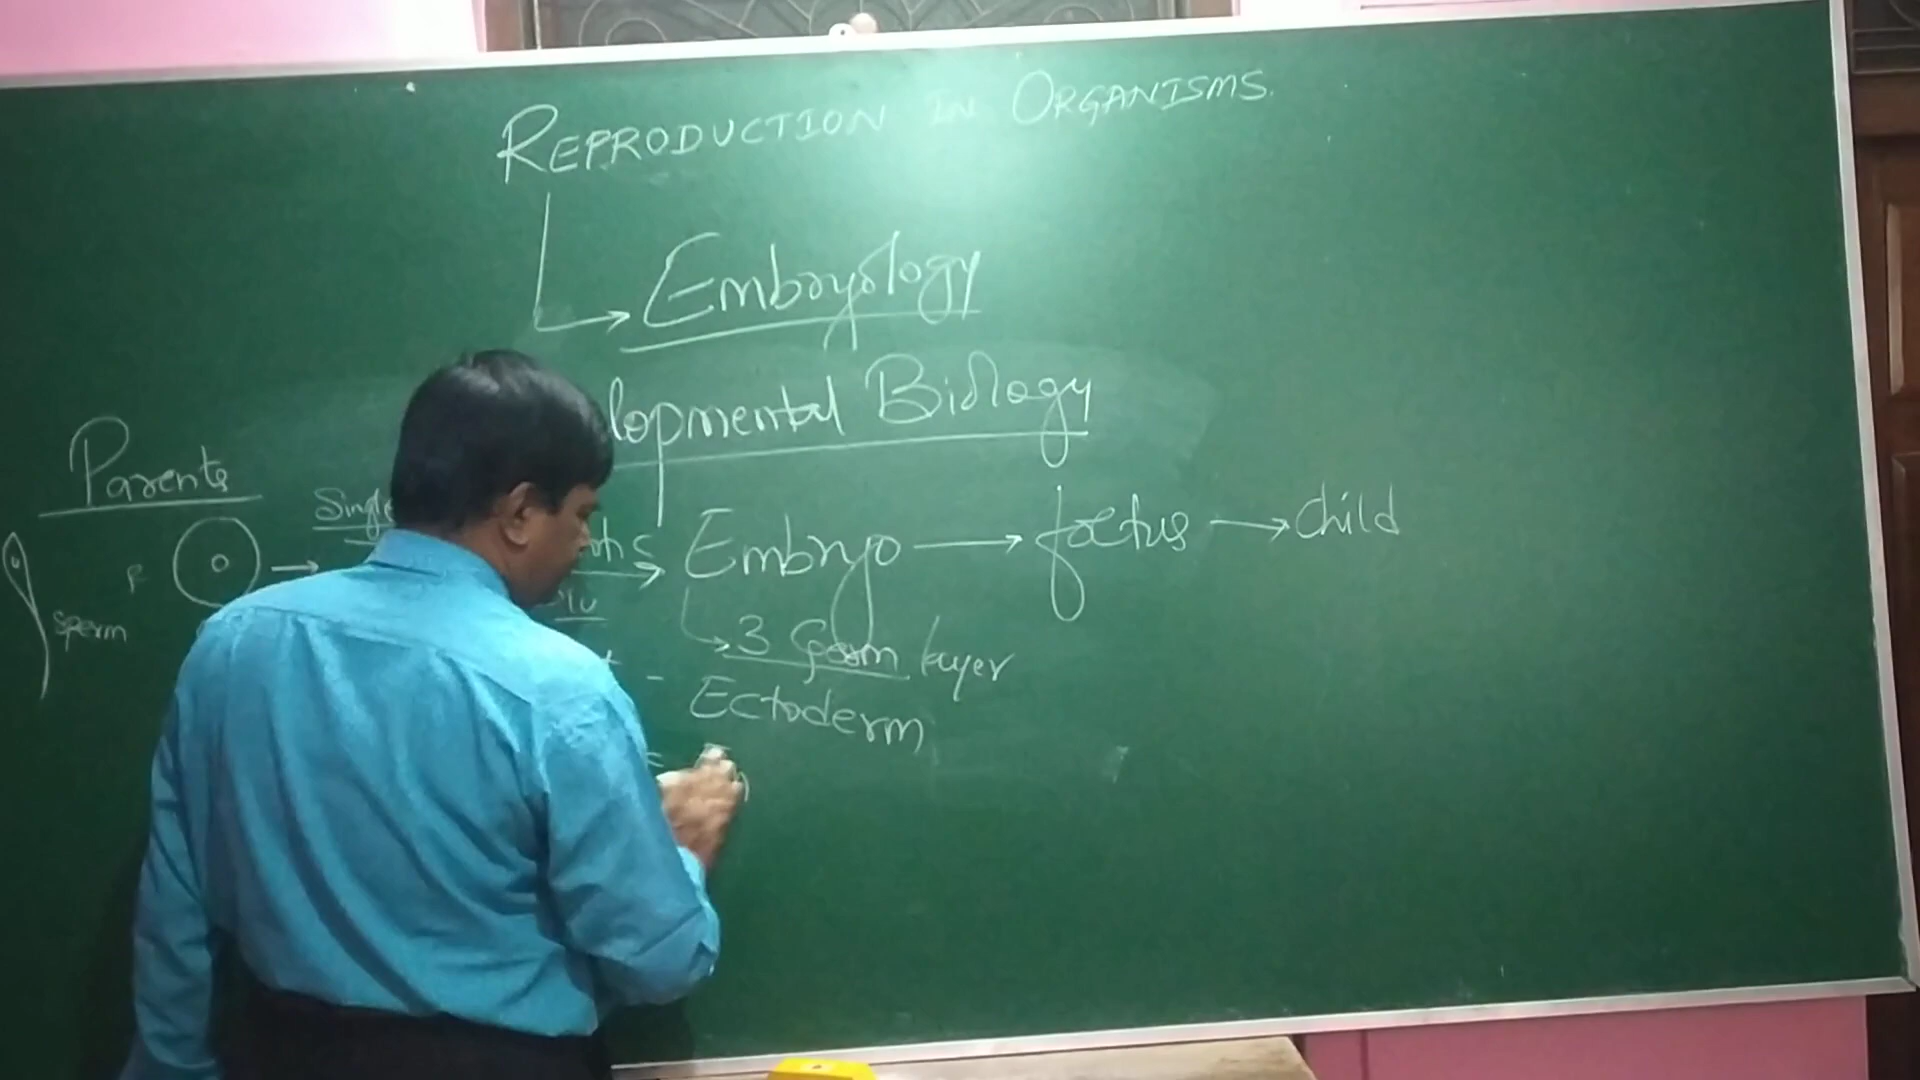 REPRODUCTION IN ORGANISMS.
Embryology
lopmental Biology
Parents
Single
Embryo → foetus → child
sperm
→ 3 Germ layer
Ectoderm